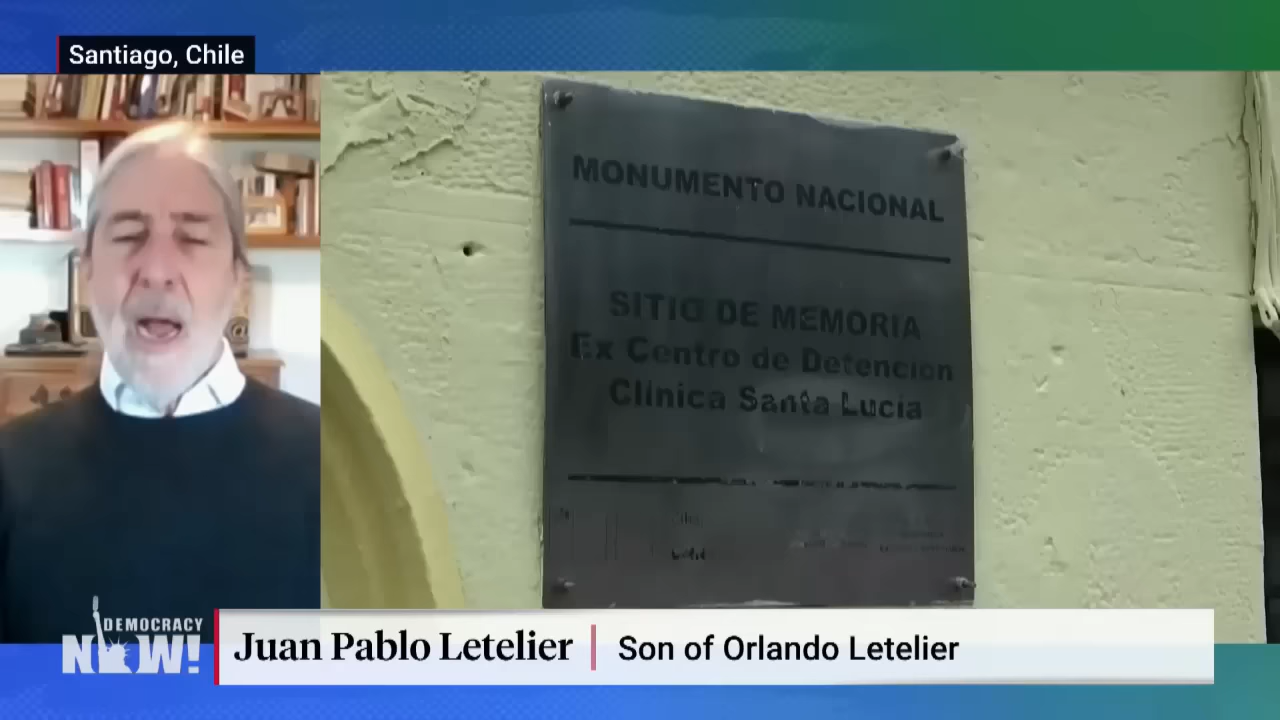 Santiago, Chile
MONUMENTO NACIONAL
SITIO DE MEMORIA
Ex Centro de Detencion
Clinica Santa Lucia
DEMOCRACY
NOW!
Juan Pablo Letelier | Son of Orlando Letelier